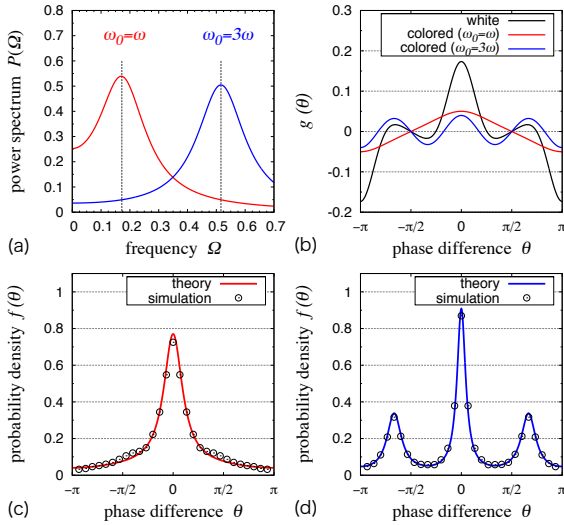 power spectrum P(Ω)
0.8
0.7
0.6
0.5
0.4
0.3
0.2
0.1
0
ω₀=ω
ω₀=3ω
0 0.1 0.2 0.3 0.4 0.5 0.6 0.7
(a) frequency Ω
g (θ)
0.3
0.2
0.1
0
-0.1
-0.2
white
colored (ω₀=ω)
colored (ω₀=3ω)
−π −π/2 0 π/2 π
(b) phase difference θ
probability density f (θ)
1
0.8
0.6
0.4
0.2
0
theory
simulation
−π −π/2 0 π/2 π
(c) phase difference θ
probability density f (θ)
1
0.8
0.6
0.4
0.2
0
theory
simulation
−π −π/2 0 π/2 π
(d) phase difference θ